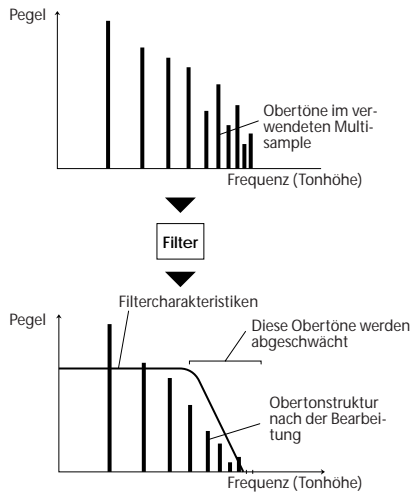 Pegel
Obertöne im ver-
wendeten Multi-
sample
Frequenz (Tonhöhe)
Filter
Filtercharakteristiken
Pegel
Diese Obertöne werden
abgeschwächt
Obertonstruktur
nach der Bearbei-
tung
Frequenz (Tonhöhe)